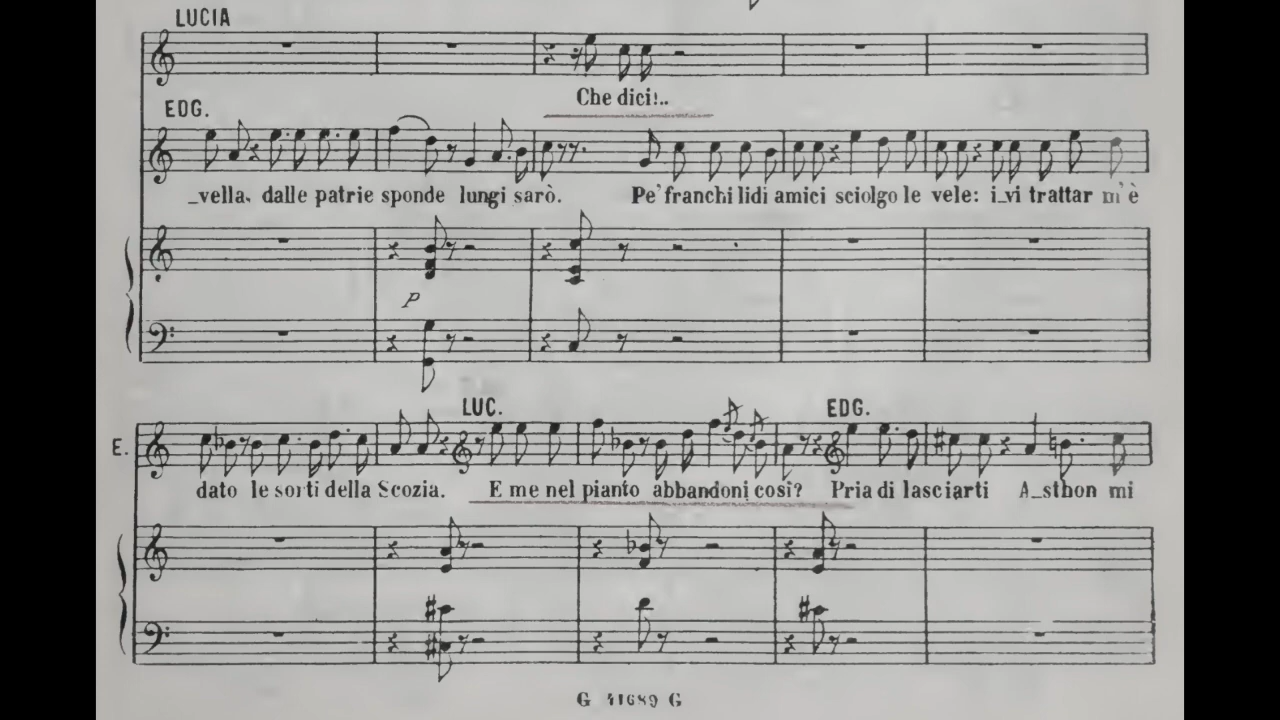 LUCIA
Che dici!..
EDG.
_vella, dalle patrie sponde lungi sarò. Pe' franchi lidi amici sciolgo le vele: i_vi trattar m'è
p
LUC. EDG.
E.
dato le sorti della Scozia. E me nel pianto abbandoni così? Pria di lasciarti A_sthon mi
G 41689 G